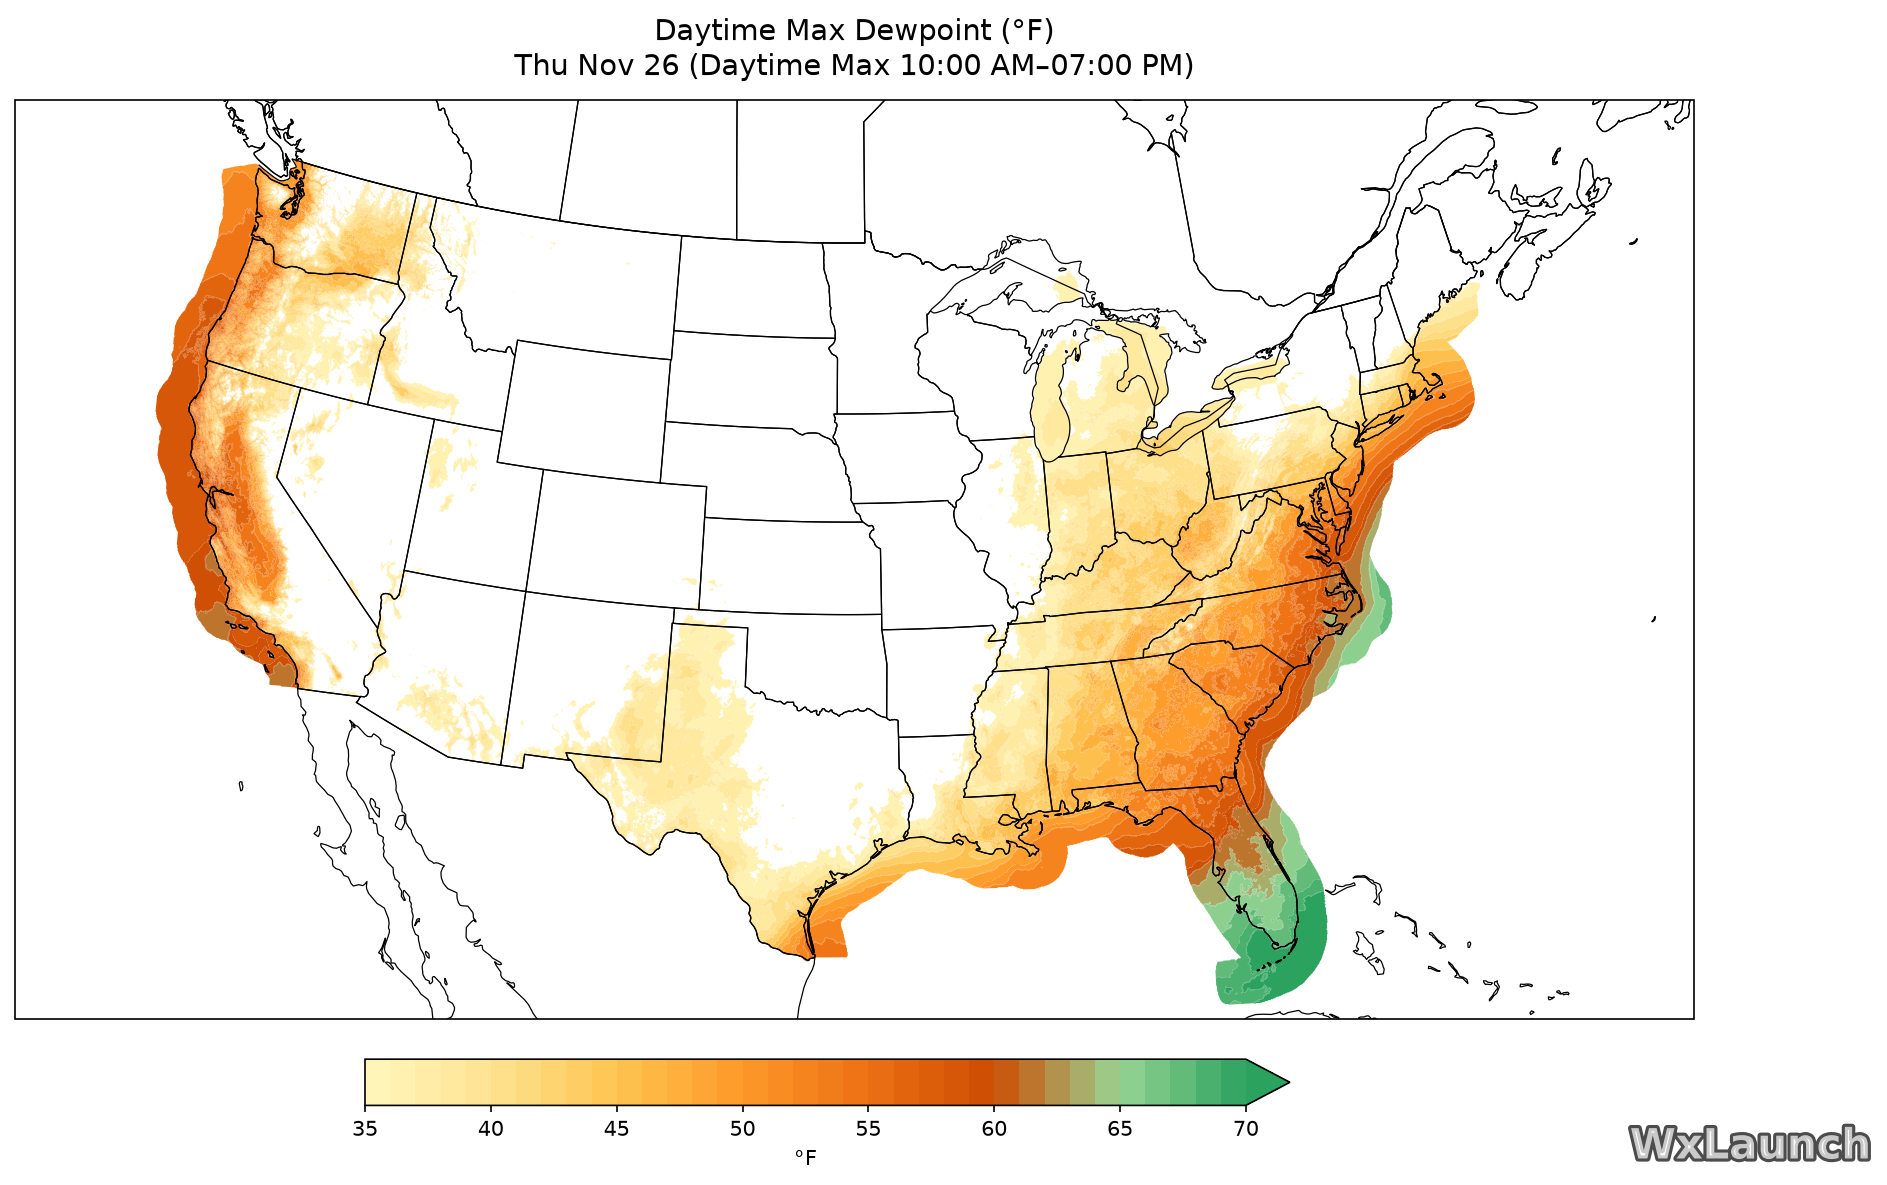 Daytime Max Dewpoint (°F)
Thu Nov 26 (Daytime Max 10:00 AM–07:00 PM)
35 40 45 50 55 60 65 70
°F
WxLaunch